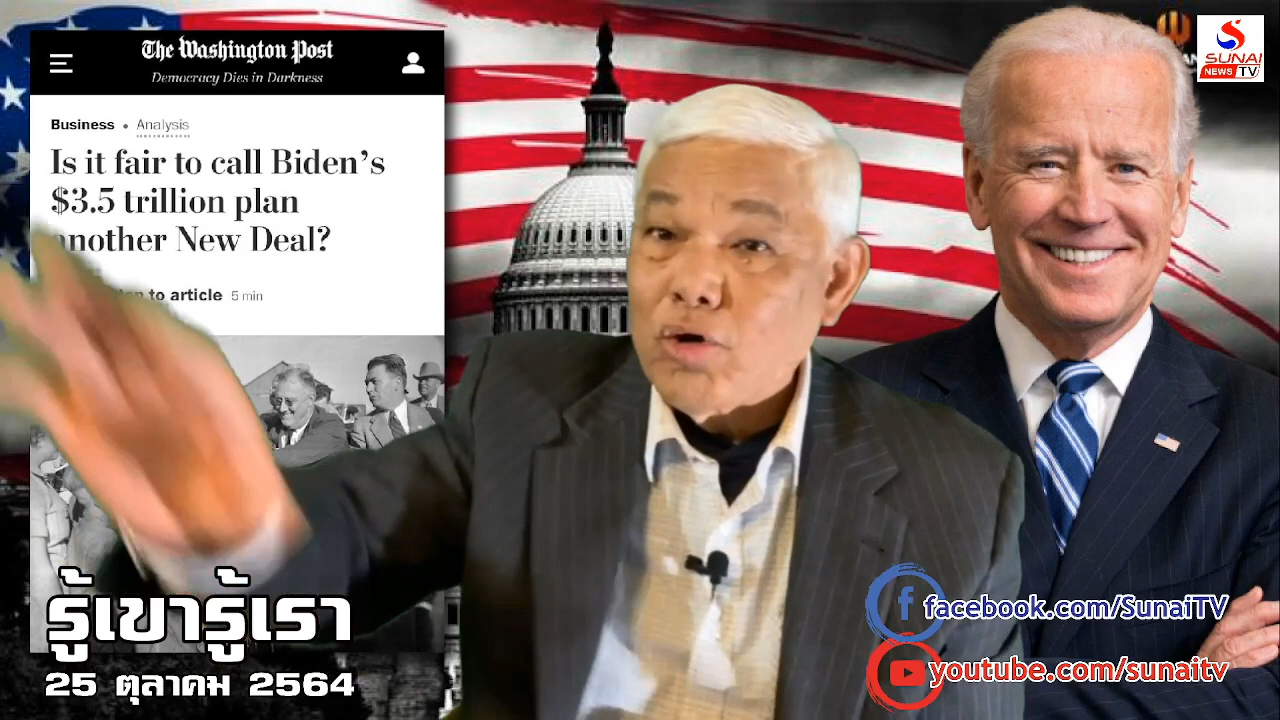 The Washington Post
Democracy Dies in Darkness
Business • Analysis
Is it fair to call Biden's
$3.5 trillion plan
another New Deal?
to article 5 min
SUNAI
NEWS TV
รู้เขารู้เรา
25 ตุลาคม 2564
facebook.com/SunaiTV
youtube.com/sunaitv